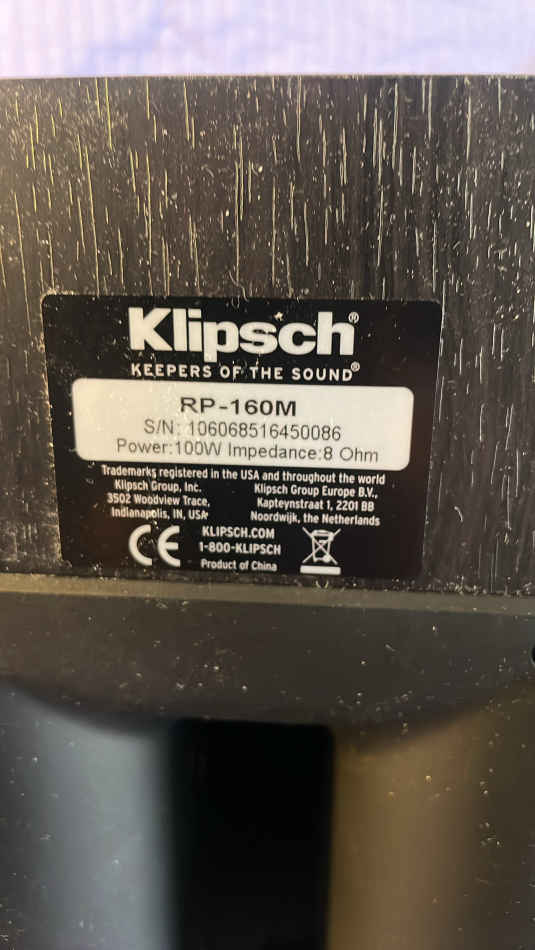 Klipsch®
KEEPERS OF THE SOUND®
RP-160M
S/N: 106068516450086
Power:100W Impedance:8 Ohm
Trademarks registered in the USA and throughout the world
Klipsch Group, Inc.
3502 Woodview Trace,
Indianapolis, IN, USA
Klipsch Group Europe B.V.,
Kapteynstraat 1, 2201 BB
Noordwijk, the Netherlands
CE
KLIPSCH.COM
1-800-KLIPSCH
Product of China